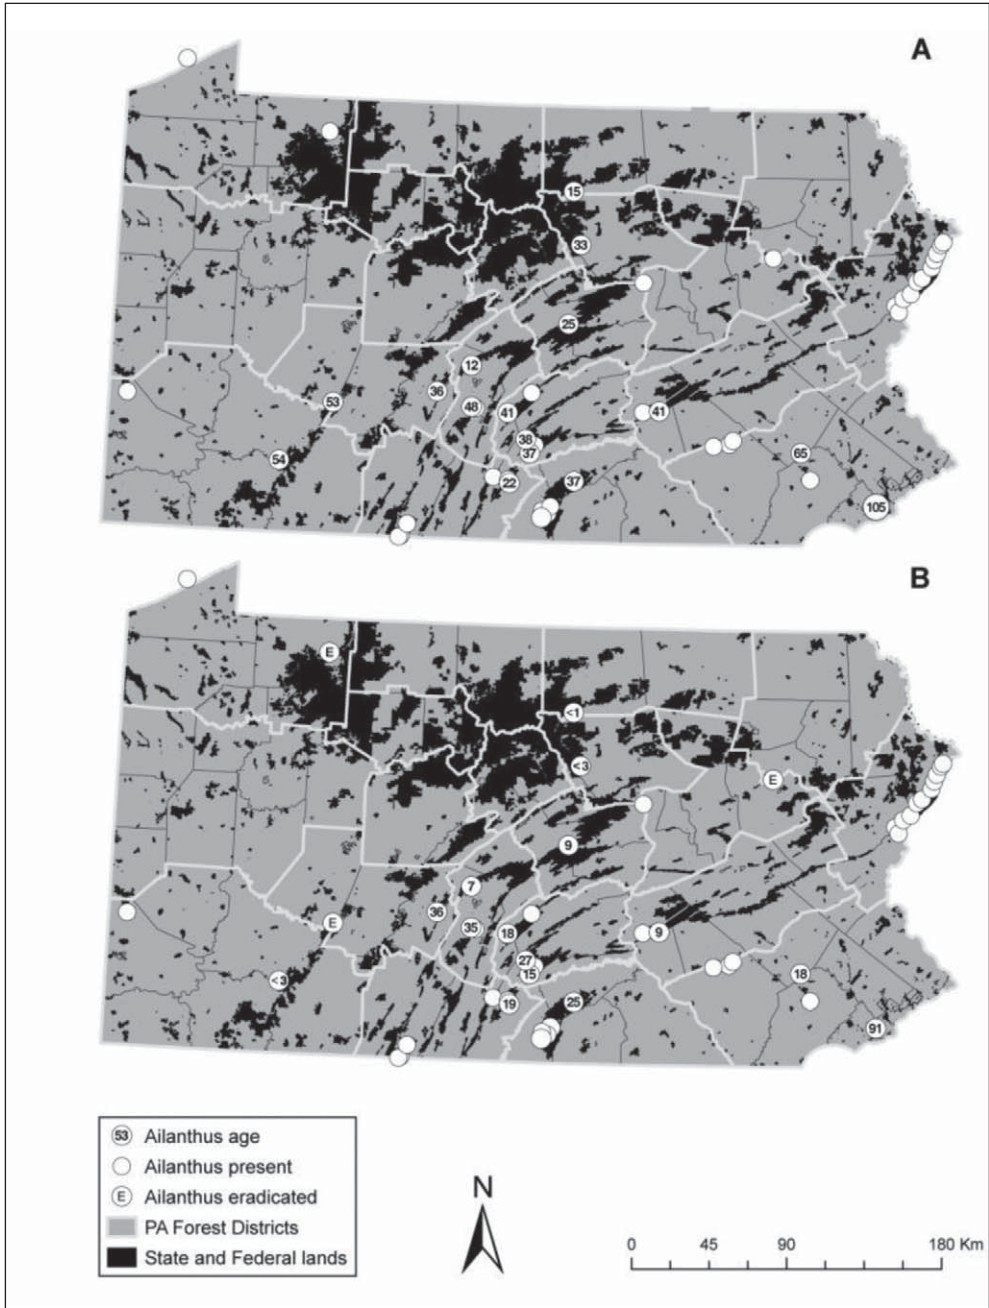 A
15
33
25
12
36
53
48
41
41
38
37
54
65
22
37
105
B
E
<1
<3
E
9
7
36
E
35
18
9
27
15
<3
18
19
25
91
53 Ailanthus age
Ailanthus present
E Ailanthus eradicated
PA Forest Districts
State and Federal lands
N
0 45 90 180 Km